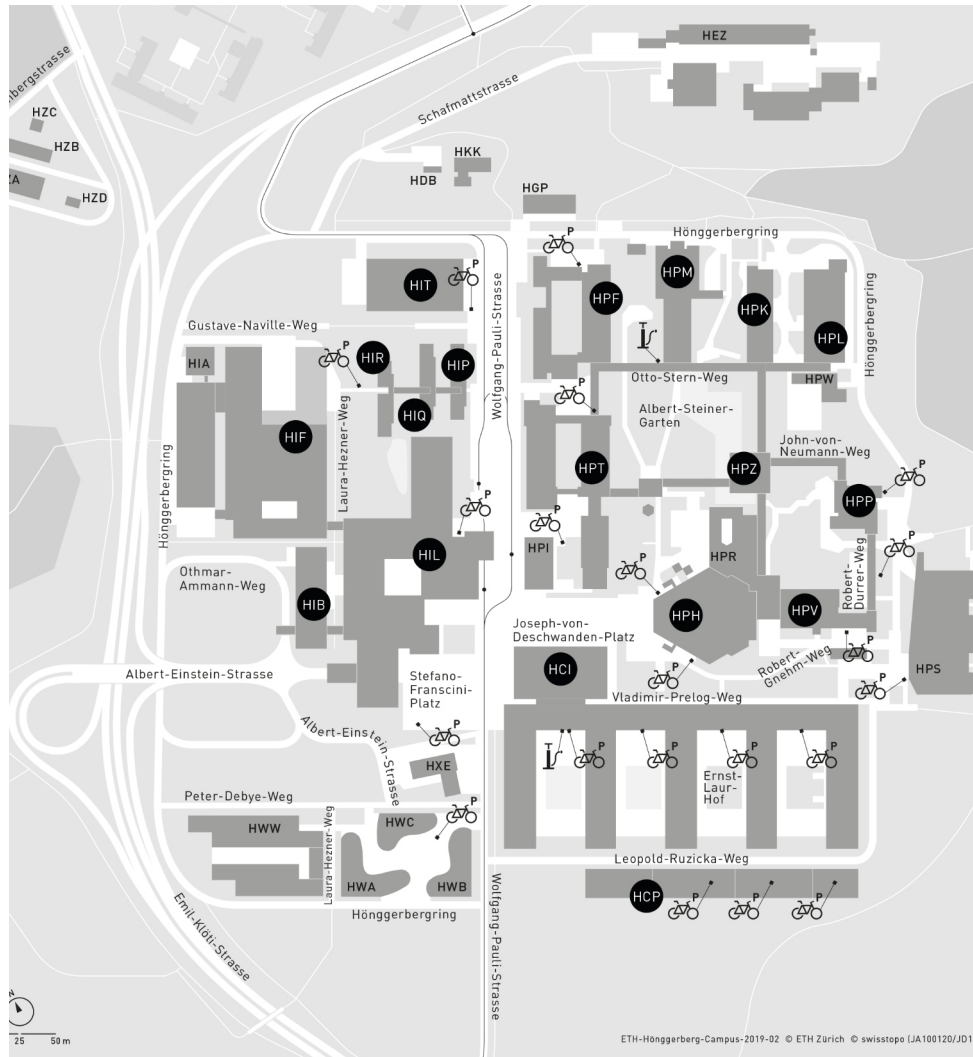 HEZ
Schafmattstrasse
nbergstrasse
HZC
HZB
ZA
HZD
HKK
HDB
HGP
Hönggerbergring
P
HPM
HIT
P
HPF
HPK
HPL
Wolfgang-Pauli-Strasse
Gustave-Naville-Weg
Hönggerbergring
HIA
P
HIR
HIP
Otto-Stern-Weg
HPW
P
HIQ
Albert-Steiner-
Garten
HIF
Laura-Hezner-Weg
John-von-
Neumann-Weg
HPT
HPZ
P
HPP
Hönggerbergring
P
P
HPI
HPR
P
HIL
P
Othmar-
Ammann-Weg
Robert-
Durrer-Weg
HIB
HPH
HPV
Joseph-von-
Deschwanden-Platz
P
HCI
P
Robert-
Gnehm-Weg
P
HPS
Albert-Einstein-Strasse
Stefano-
Franscini-
Platz
Vladimir-Prelog-Weg
P
Albert-Einstein-Strasse
P
P
P
P
HXE
Ernst-
Laur-
Hof
Peter-Debye-Weg
P
HWW
HWC
Laura-Hezner-Weg
Leopold-Ruzicka-Weg
HWA
HWB
HCP
P
P
P
Hönggerbergring
Emil-Klöti-Strasse
Wolfgang-Pauli-Strasse
N
25 50 m
ETH-Hönggerberg-Campus-2019-02 © ETH Zürich © swisstopo (JA100120/JD1